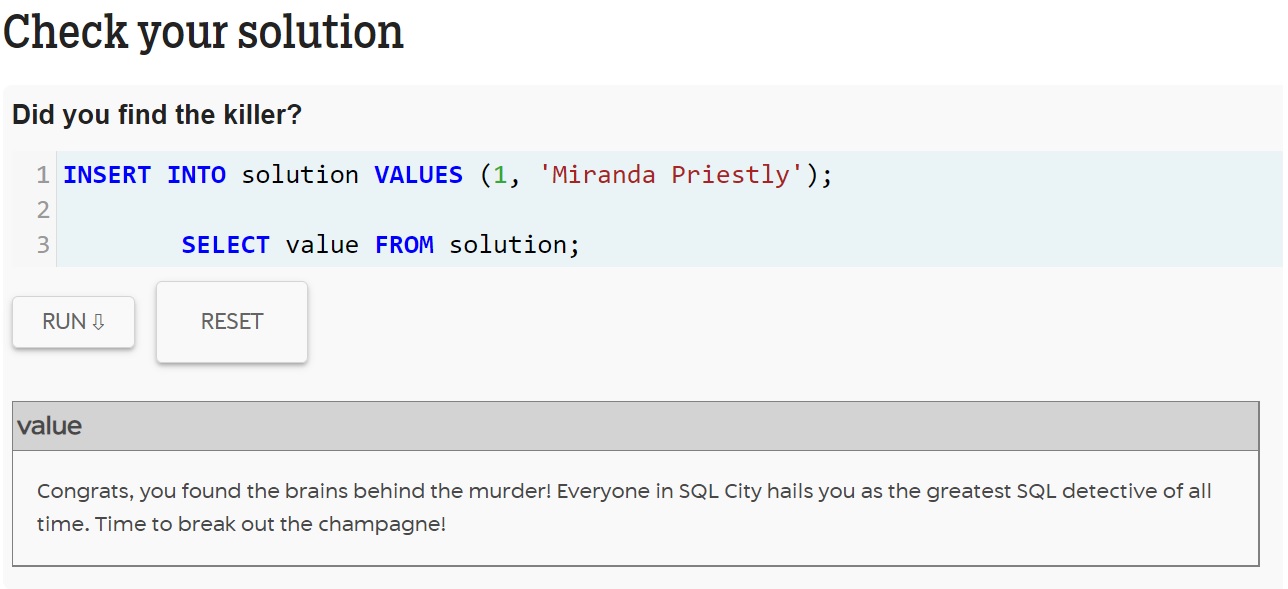 Check your solution
Did you find the killer?
1 INSERT INTO solution VALUES (1, 'Miranda Priestly');
2
3 SELECT value FROM solution;
RUN ⇩ RESET
value
Congrats, you found the brains behind the murder! Everyone in SQL City hails you as the greatest SQL detective of all
time. Time to break out the champagne!